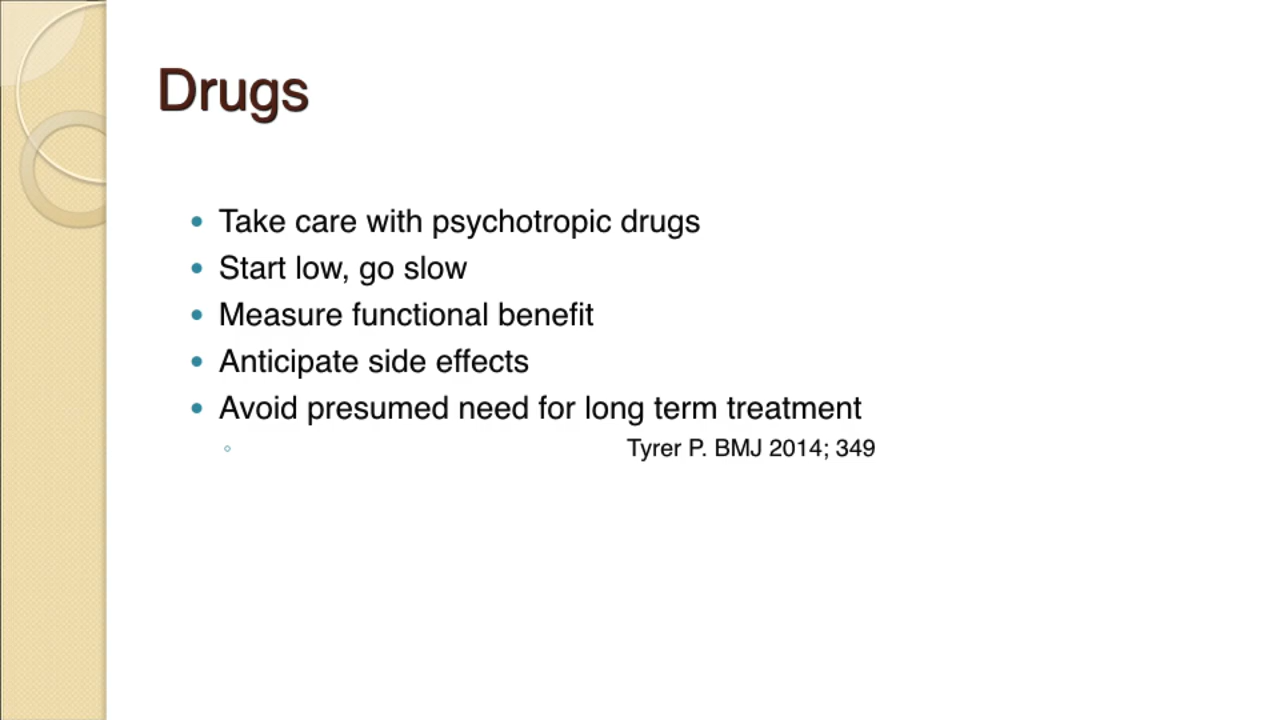 Drugs
• Take care with psychotropic drugs
• Start low, go slow
• Measure functional benefit
• Anticipate side effects
• Avoid presumed need for long term treatment
◦ Tyrer P. BMJ 2014; 349